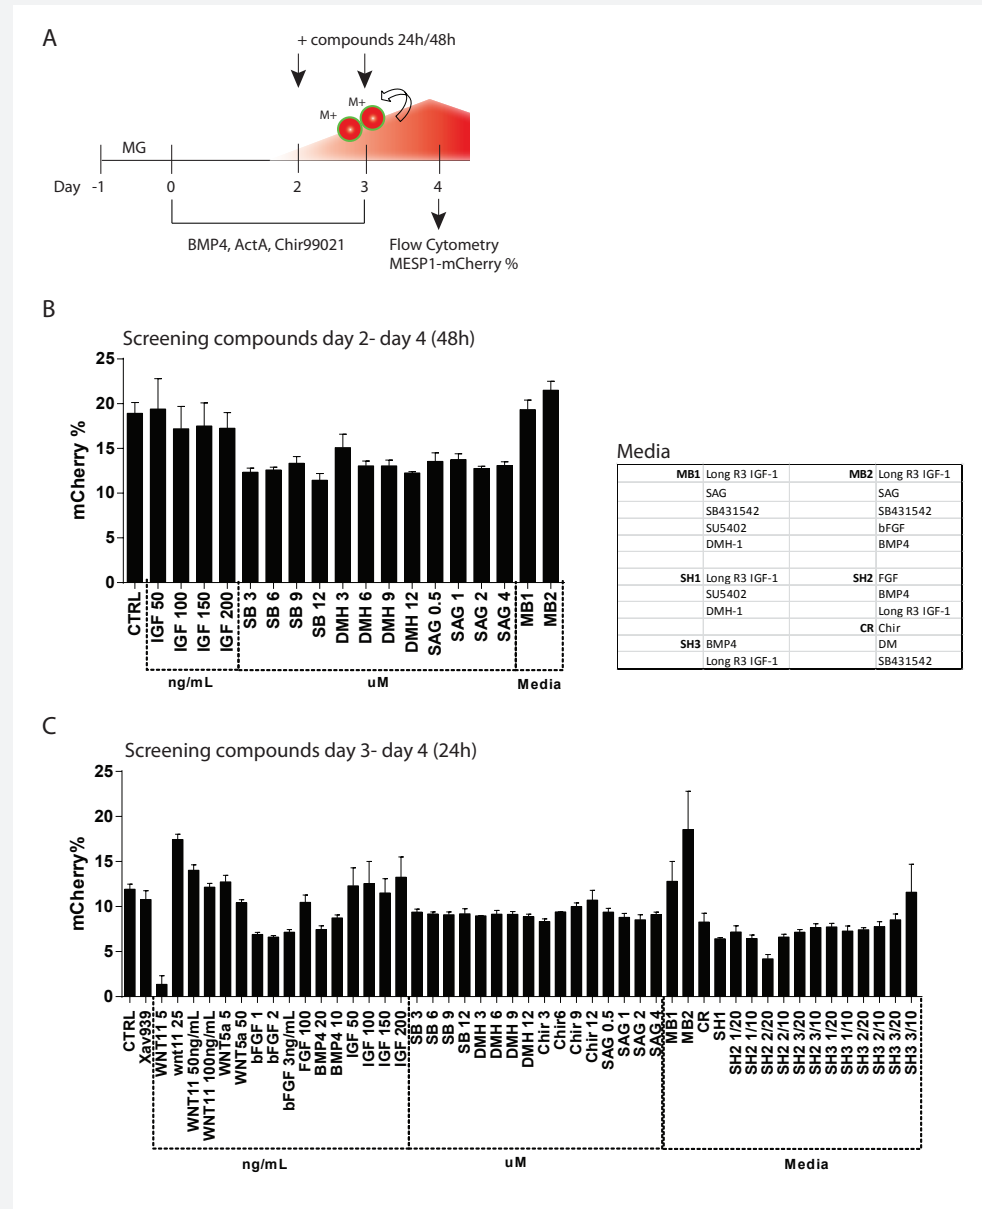 A
+ compounds 24h/48h
M+
M+
MG
Day -1 0 2 3 4
BMP4, ActA, Chir99021
Flow Cytometry
MESP1-mCherry %
B
Screening compounds day 2- day 4 (48h)
mCherry %
25
20
15
10
5
0
CTRL
IGF 50
IGF 100
IGF 150
IGF 200
SB 3
SB 6
SB 9
SB 12
DMH 3
DMH 6
DMH 9
DMH 12
SAG 0.5
SAG 1
SAG 2
SAG 4
MB1
MB2
ng/mL
uM
Media
Media
MB1 Long R3 IGF-1 MB2 Long R3 IGF-1
SAG SAG
SB431542 SB431542
SU5402 bFGF
DMH-1 BMP4
SH1 Long R3 IGF-1 SH2 FGF
SU5402 BMP4
DMH-1 Long R3 IGF-1
CR Chir
SH3 BMP4 DM
Long R3 IGF-1 SB431542
C
Screening compounds day 3- day 4 (24h)
mCherry%
25
20
15
10
5
0
CTRL
Xav939
WNT11 5
wnt11 25
WNT11 50ng/mL
WNT11 100ng/mL
WNT5a 5
WNT5a 50
bFGF 1
bFGF 2
bFGF 3ng/mL
FGF 100
BMP4 20
BMP4 10
IGF 50
IGF 100
IGF 150
IGF 200
SB 3
SB 6
SB 9
SB 12
DMH 3
DMH 6
DMH 9
DMH 12
Chir 3
Chir6
Chir 9
Chir 12
SAG 0.5
SAG 1
SAG 2
SAG 4
MB1
MB2
CR
SH1
SH2 1/20
SH2 1/10
SH2 2/20
SH2 2/10
SH2 3/20
SH2 3/10
SH3 1/20
SH3 1/10
SH3 2/20
SH3 2/10
SH3 3/20
SH3 3/10
ng/mL
uM
Media